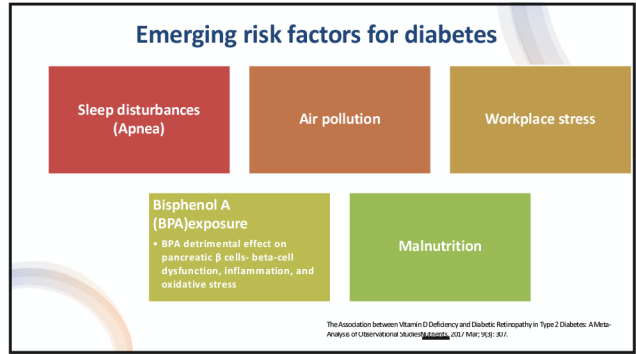 Emerging risk factors for diabetes
Sleep disturbances
(Apnea)
Air pollution
Workplace stress
Bisphenol A
(BPA)exposure
• BPA detrimental effect on
pancreatic β cells- beta-cell
dysfunction, inflammation, and
oxidative stress
Malnutrition
The Association between Vitamin D Deficiency and Diabetic Retinopathy in Type 2 Diabetes: A Meta-
Analysis of Observational StudiesNutrients. 2017 Mar; 9(3): 307.